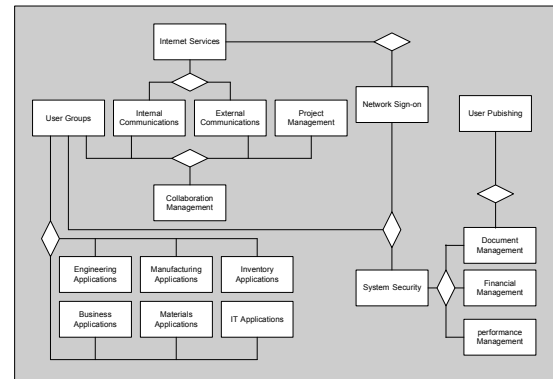 Internet Services
User Groups
Internal
Communications
External
Communications
Project
Management
Network Sign-on
User Pubishing
Collaboration
Management
Engineering
Applications
Manufacturing
Applications
Inventory
Applications
Business
Applications
Materials
Applications
IT Applications
System Security
Document
Management
Financial
Management
performance
Management